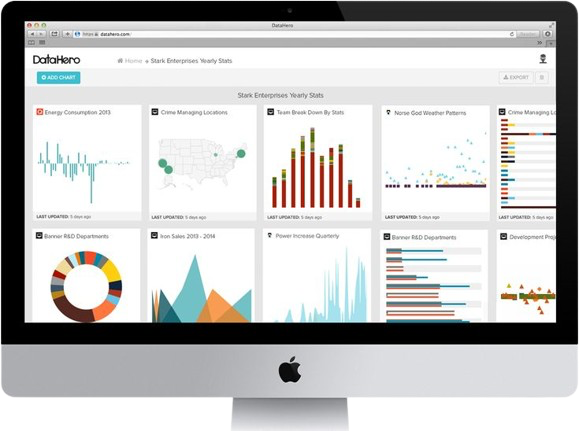 DataHero
https datahero.com
DataHero
Home Stark Enterprises Yearly Stats
ADD CHART
EXPORT
Stark Enterprises Yearly Stats
Energy Consumption 2013
Crime Managing Locations
Team Break Down By Stats
Norse God Weather Patterns
Crime Managing Lo
LAST UPDATED: 5 days ago
LAST UPDATED: 5 days ago
LAST UPDATED: 5 days ago
LAST UPDATED: 5 days ago
LAST UPDATED: 5 days ago
Banner R&D Departments
Iron Sales 2013 - 2014
Power Increase Quarterly
Banner R&D Departments
Development Proje